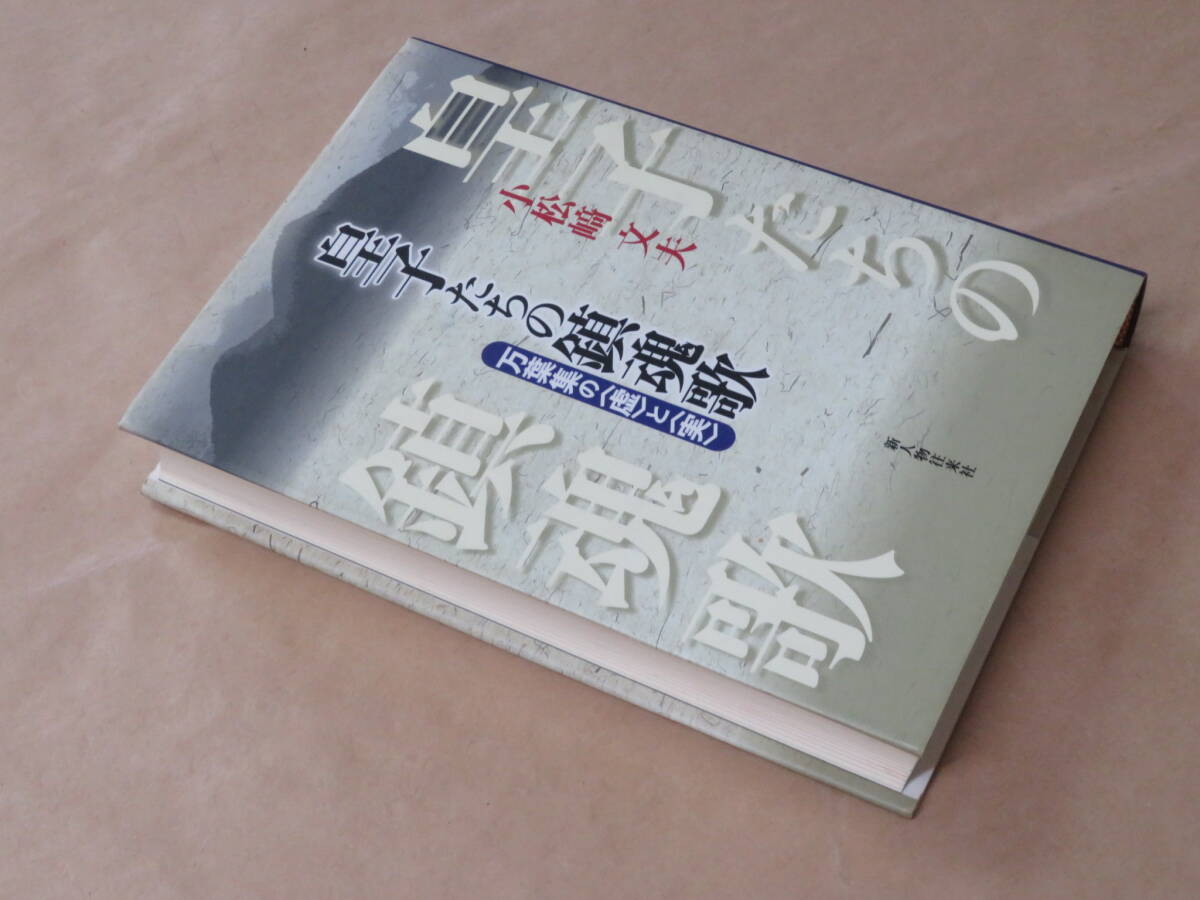 皇子たちの
鎮魂歌
小松﨑 文夫
皇子たちの鎮魂歌
万葉集の〈虚〉と〈実〉
新人物往来社